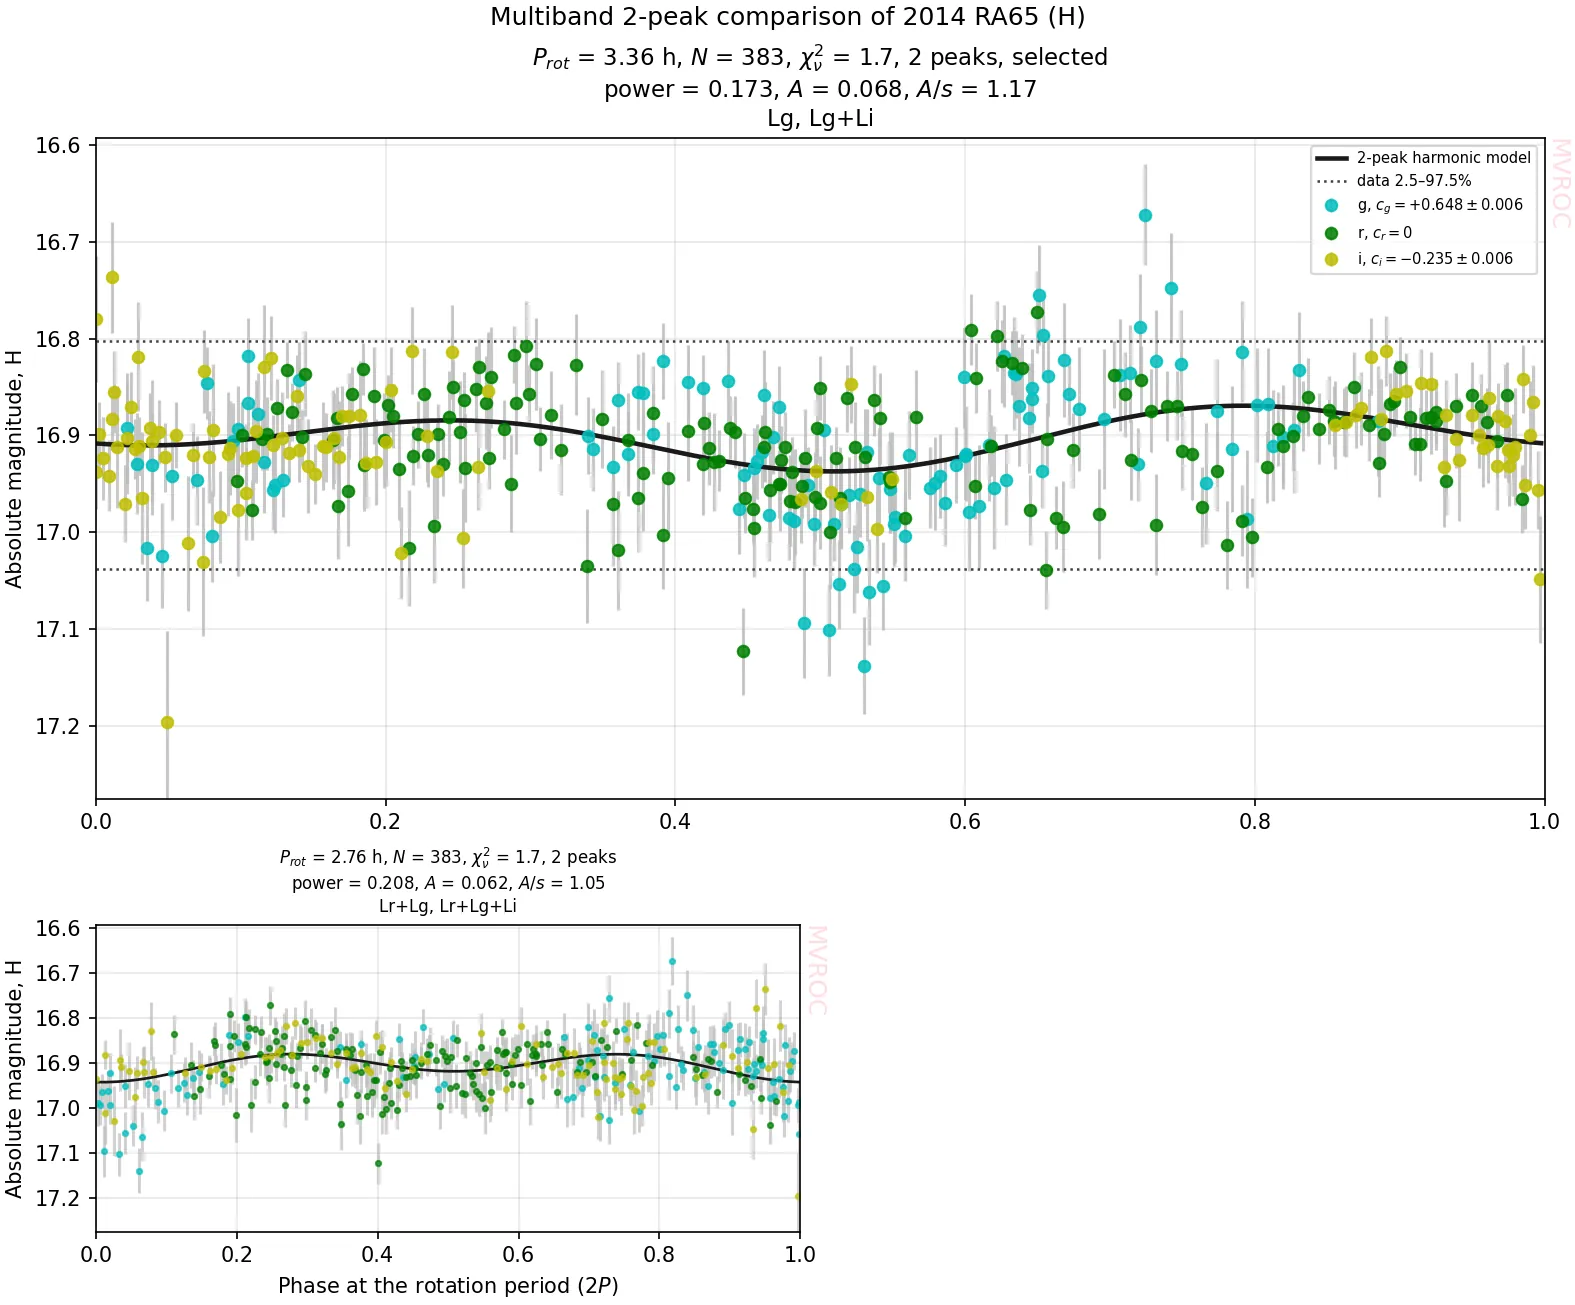 Multiband 2-peak comparison of 2014 RA65 (H)
P_rot = 3.36 h, N = 383, χ²_ν = 1.7, 2 peaks, selected
power = 0.173, A = 0.068, A/s = 1.17
Lg, Lg+Li
2-peak harmonic model
data 2.5–97.5%
g, c_g = +0.648 ± 0.006
r, c_r = 0
i, c_i = −0.235 ± 0.006
MVROC
Absolute magnitude, H
16.6
16.7
16.8
16.9
17.0
17.1
17.2
0.0 0.2 0.4 0.6 0.8 1.0
P_rot = 2.76 h, N = 383, χ²_ν = 1.7, 2 peaks
power = 0.208, A = 0.062, A/s = 1.05
Lr+Lg, Lr+Lg+Li
MVROC
Absolute magnitude, H
16.6
16.7
16.8
16.9
17.0
17.1
17.2
0.0 0.2 0.4 0.6 0.8 1.0
Phase at the rotation period (2P)